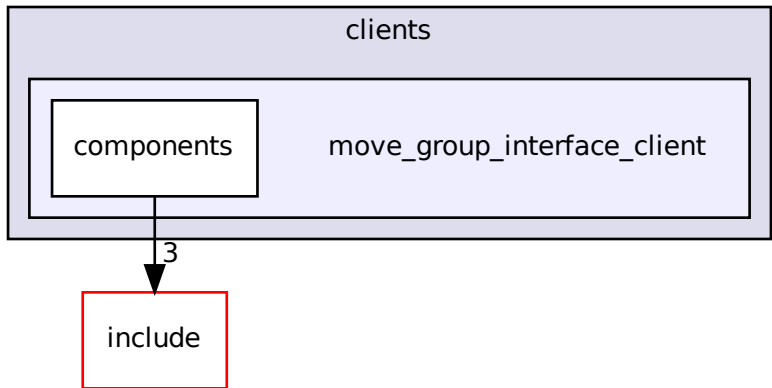 clients
components
move_group_interface_client
3
include